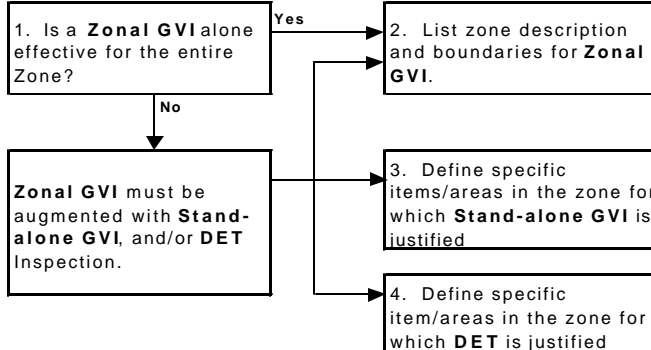 1. Is a Zonal GVI alone
effective for the entire
Zone?
Yes
2. List zone description
and boundaries for Zonal
GVI.
No
Zonal GVI must be
augmented with Stand-
alone GVI, and/or DET
Inspection.
3. Define specific
items/areas in the zone for
which Stand-alone GVI is
justified
4. Define specific
item/areas in the zone for
which DET is justified